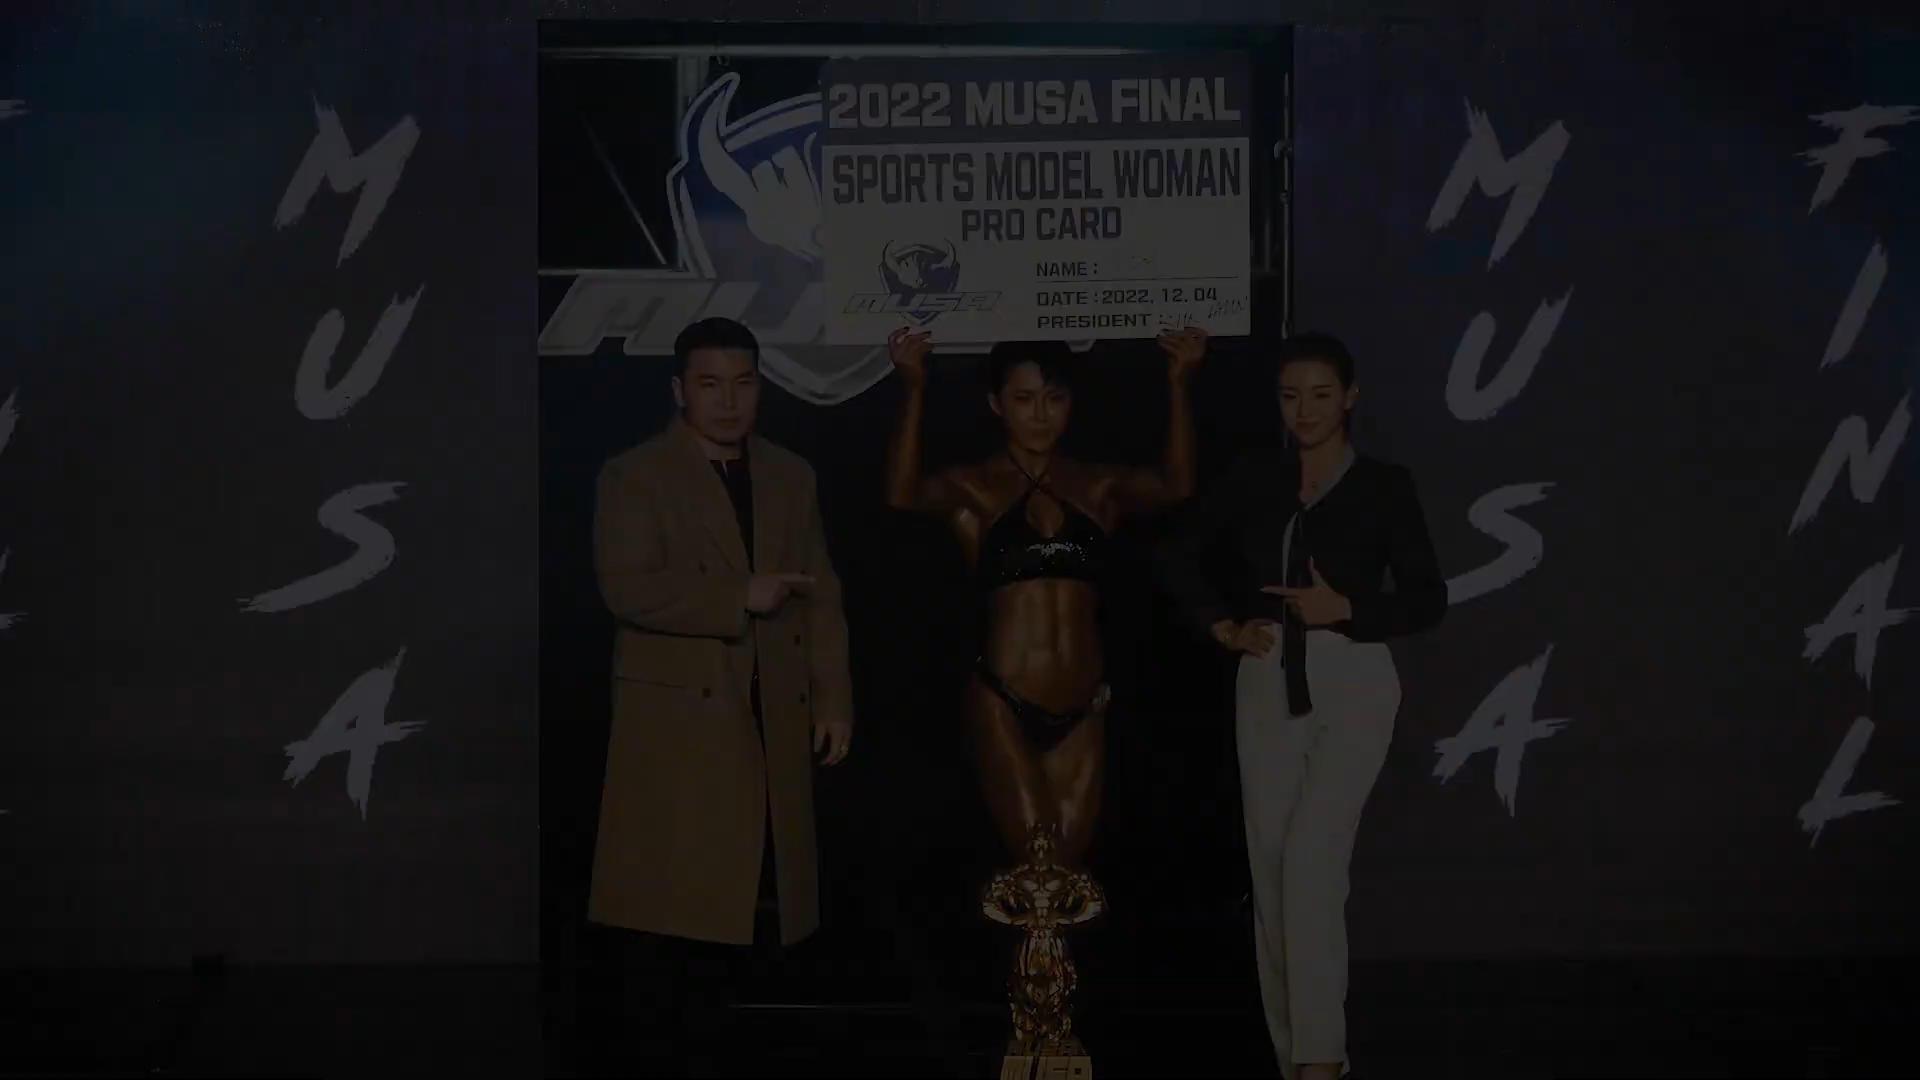 MUSA
2022 MUSA FINAL
SPORTS MODEL WOMAN
PRO CARD
NAME :
MUSA
DATE : 2022. 12. 04
PRESIDENT :
MUSA
FINAL